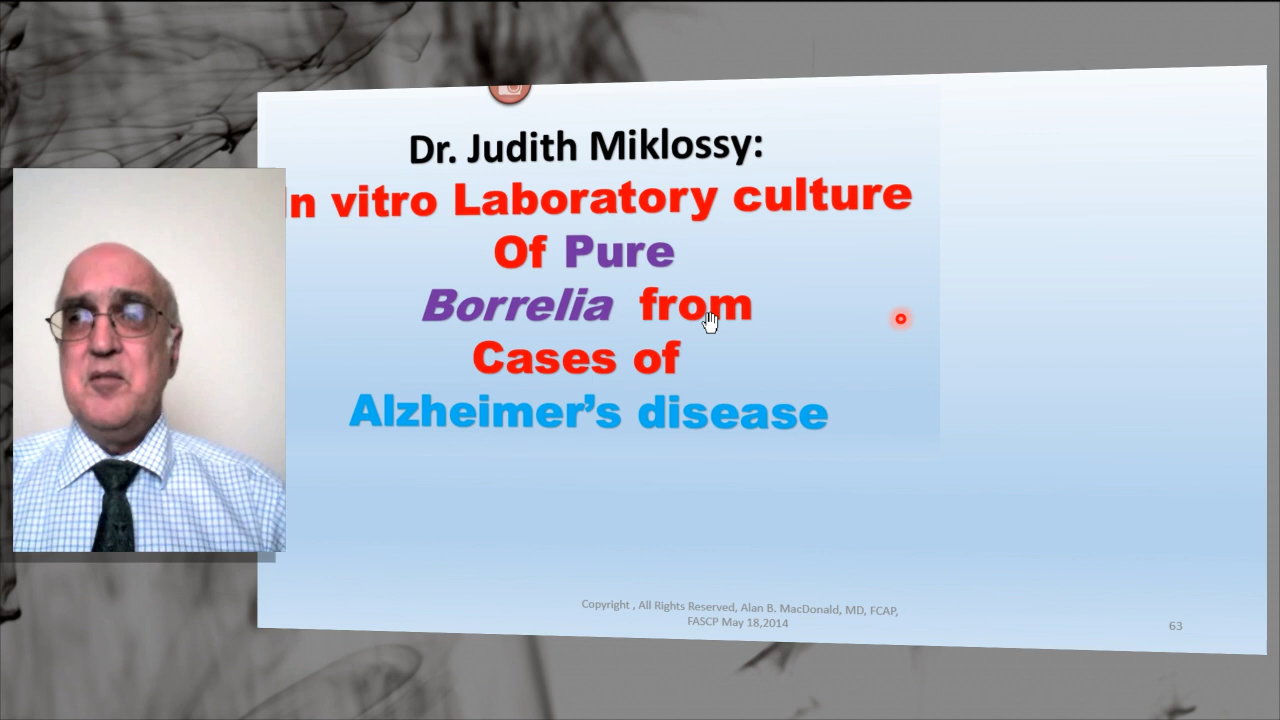 Dr. Judith Miklossy:
In vitro Laboratory culture
Of Pure
Borrelia from
Cases of
Alzheimer's disease
Copyright , All Rights Reserved, Alan B. MacDonald, MD, FCAP,
FASCP May 18,2014
63